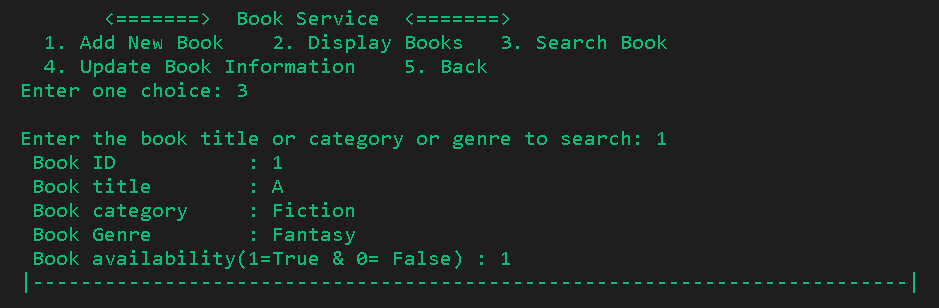 <=======>  Book Service  <=======>
1. Add New Book    2. Display Books   3. Search Book
4. Update Book Information    5. Back
Enter one choice: 3
Enter the book title or category or genre to search: 1
Book ID           : 1
Book title        : A
Book category     : Fiction
Book Genre        : Fantasy
Book availability(1=True & 0= False) : 1
|-------------------------------------------------------------------------|